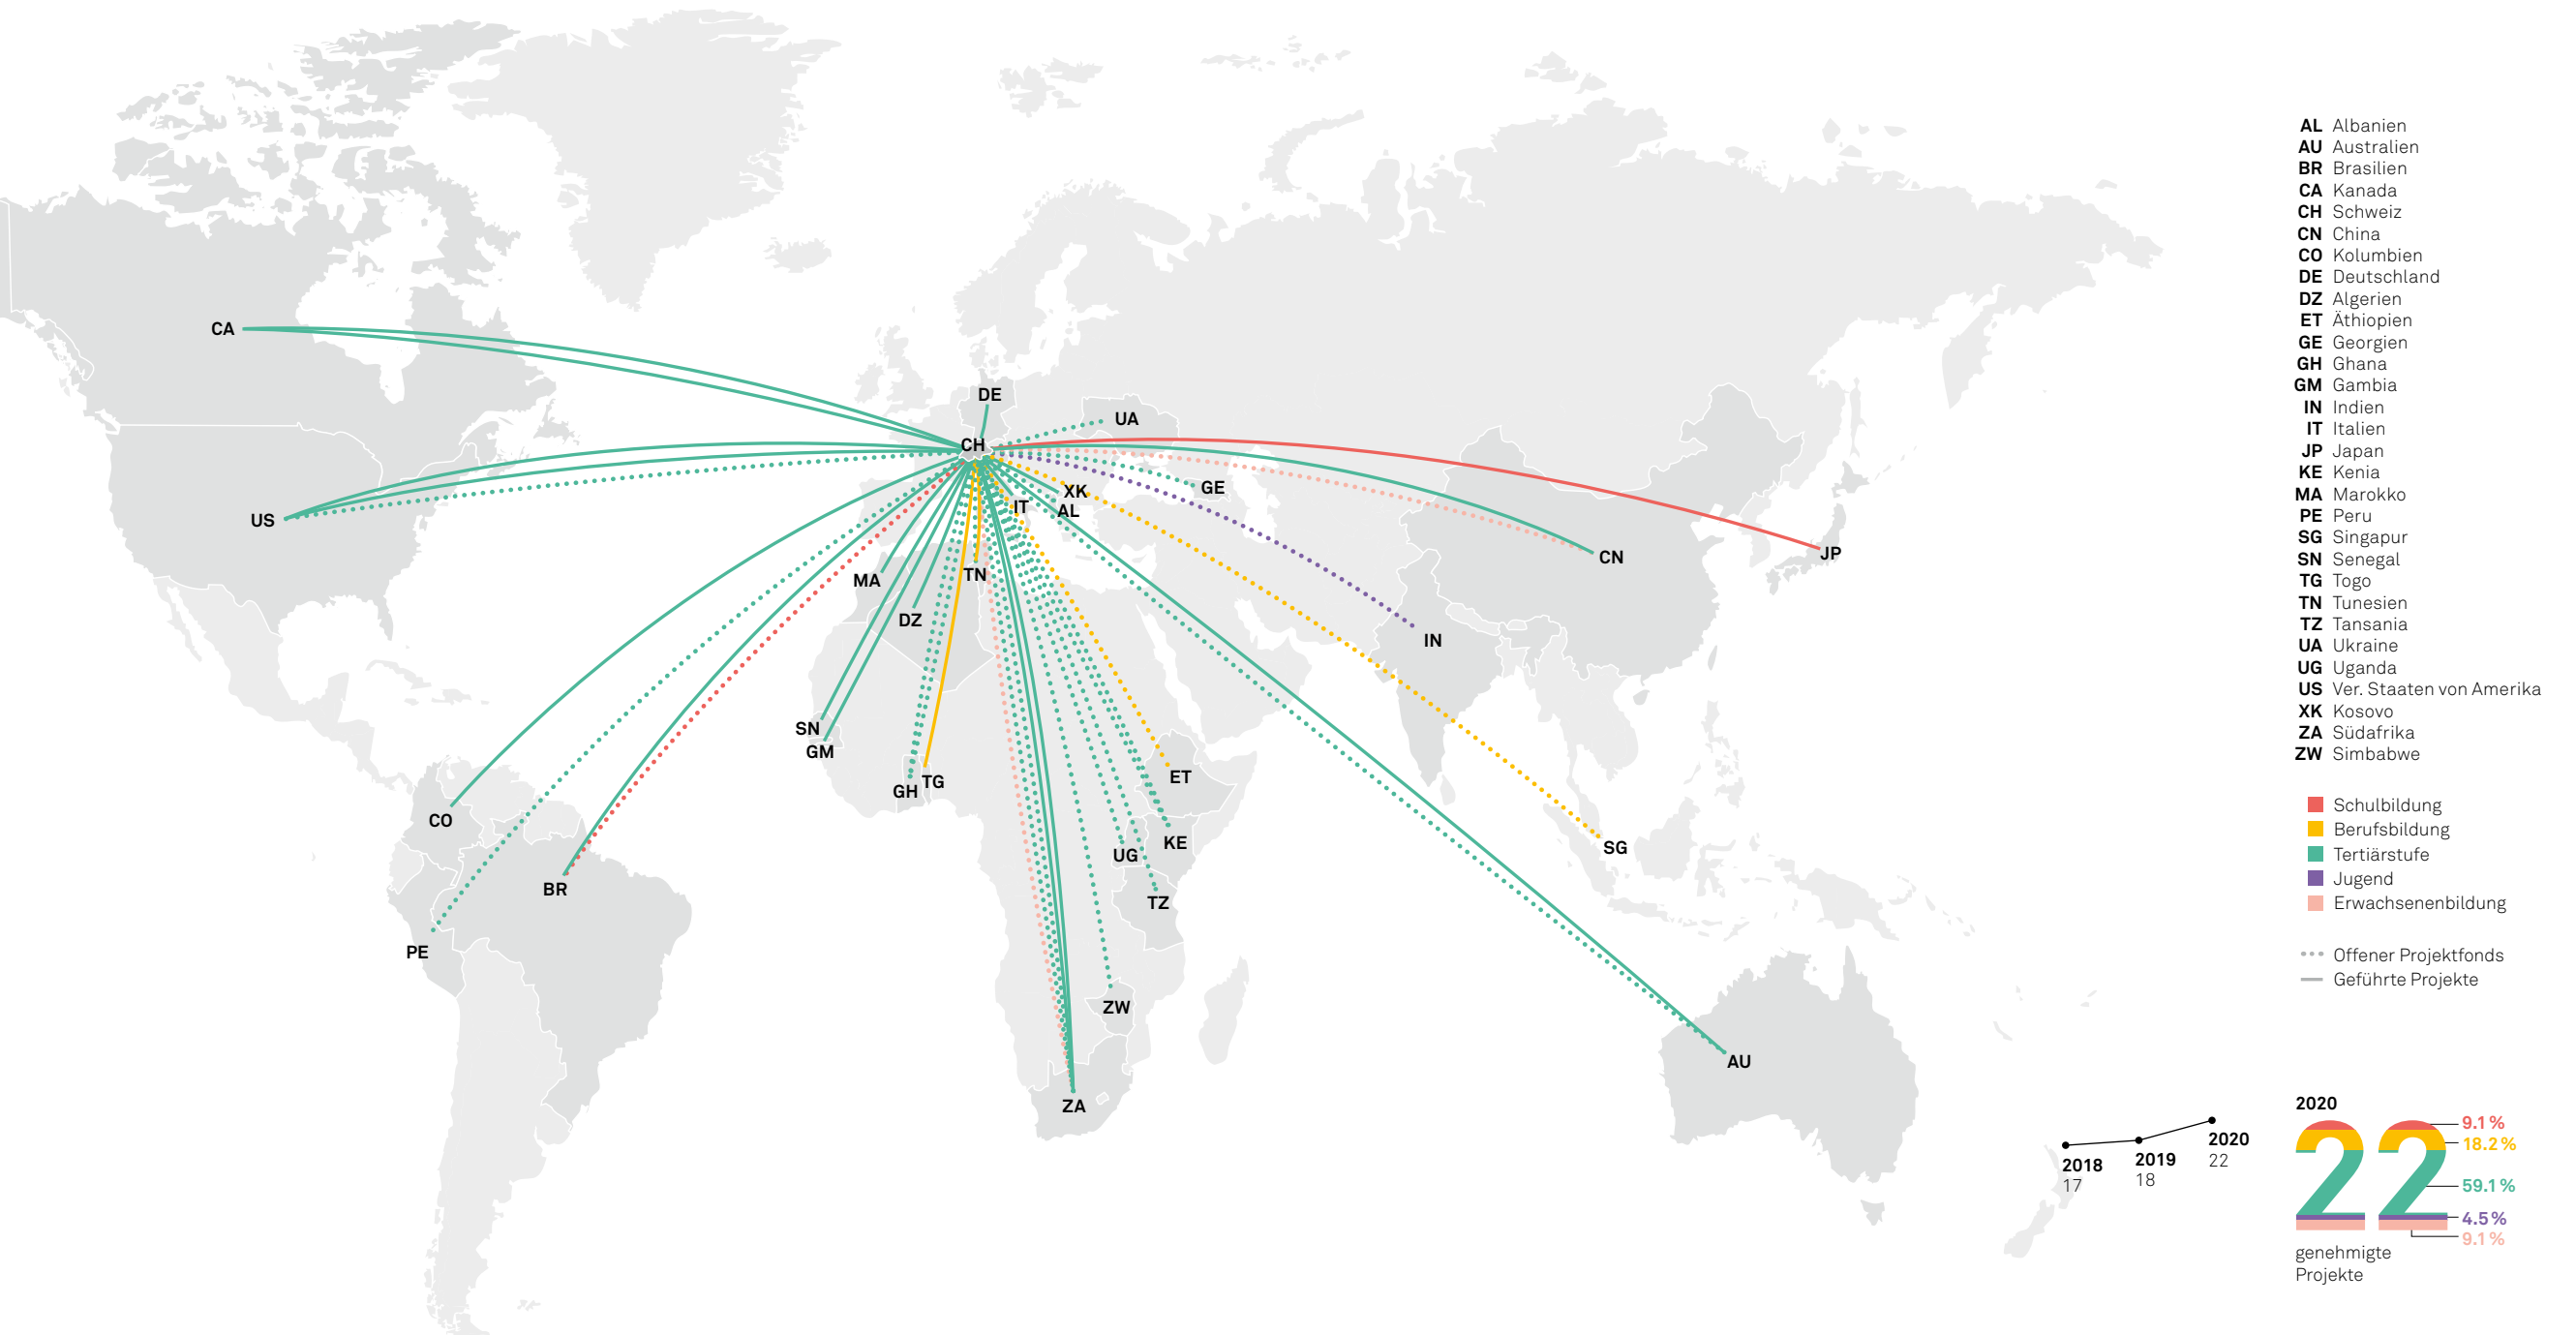 CA
US
CO
PE
BR
DE
CH
UA
XK
IT
AL
GE
MA
TN
DZ
SN
GM
GH
TG
ET
KE
UG
TZ
ZW
ZA
IN
CN
JP
SG
AU
AL Albanien
AU Australien
BR Brasilien
CA Kanada
CH Schweiz
CN China
CO Kolumbien
DE Deutschland
DZ Algerien
ET Äthiopien
GE Georgien
GH Ghana
GM Gambia
IN Indien
IT Italien
JP Japan
KE Kenia
MA Marokko
PE Peru
SG Singapur
SN Senegal
TG Togo
TN Tunesien
TZ Tansania
UA Ukraine
UG Uganda
US Ver. Staaten von Amerika
XK Kosovo
ZA Südafrika
ZW Simbabwe
Schulbildung
Berufsbildung
Tertiärstufe
Jugend
Erwachsenenbildung
Offener Projektfonds
Geführte Projekte
2018
17
2019
18
2020
22
2020
22
9.1 %
18.2 %
59.1 %
4.5 %
9.1 %
genehmigte
Projekte